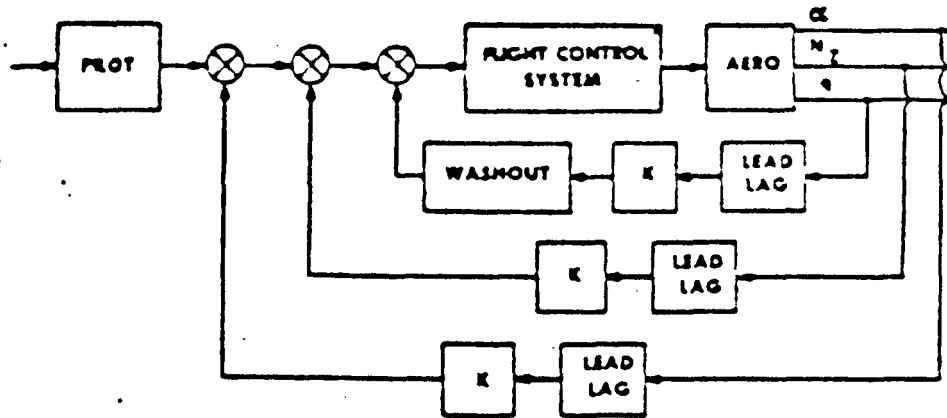 PILOT
FLIGHT CONTROL
SYSTEM
AERO
α
N
Z
q
WASHOUT
K
LEAD
LAG
K
LEAD
LAG
K
LEAD
LAG